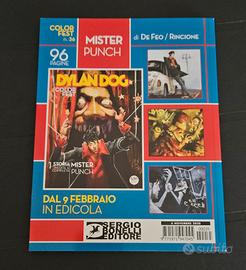 COLOR
FEST
n. 36
MISTER
PUNCH
di DE FEO / RINCIONE
96
PAGINE
DYLAN DOG
COLOR
FEST
1 STORIA
MISTER
PUNCH
DAL 9 FEBBRAIO
IN EDICOLA
SERGIO
BONELLI
EDITORE
subito